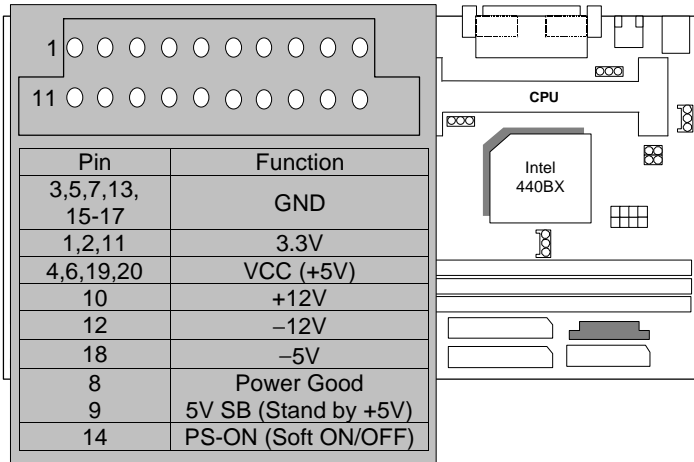 1
11
CPU
Intel
440BX
Pin Function
3,5,7,13,
15-17 GND
1,2,11 3.3V
4,6,19,20 VCC (+5V)
10 +12V
12 −12V
18 −5V
8 Power Good
9 5V SB (Stand by +5V)
14 PS-ON (Soft ON/OFF)